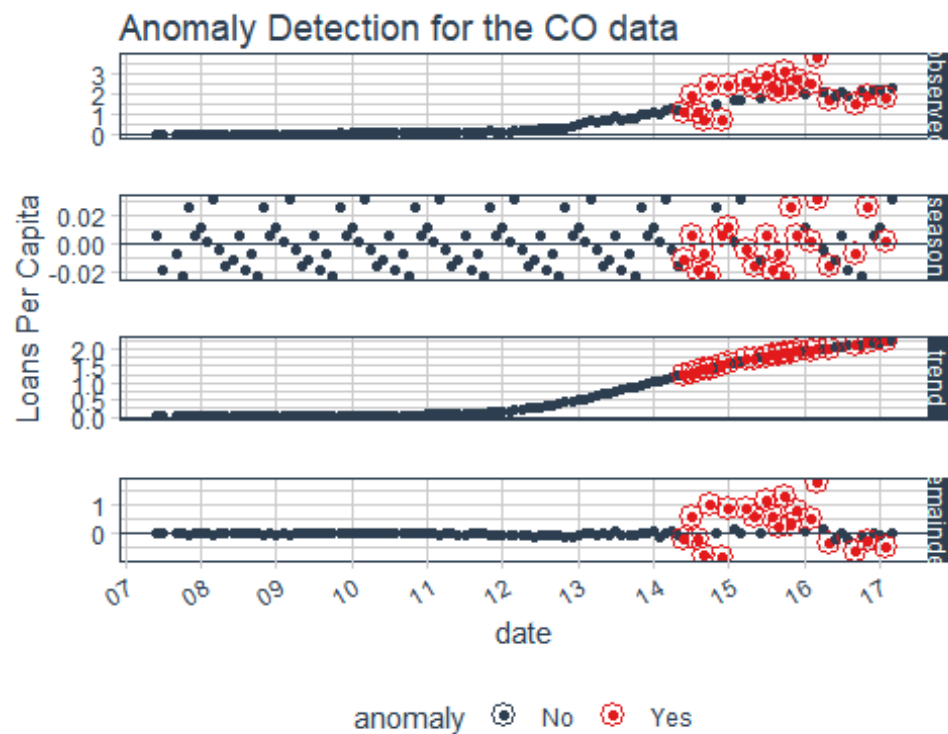 Anomaly Detection for the CO data
Loans Per Capita
3
2
1
0
observed
0.02
0.00
-0.02
season
2.0
1.5
1.0
0.5
0.0
trend
1
0
emainde
07 08 09 10 11 12 13 14 15 16 17
date
anomaly No Yes